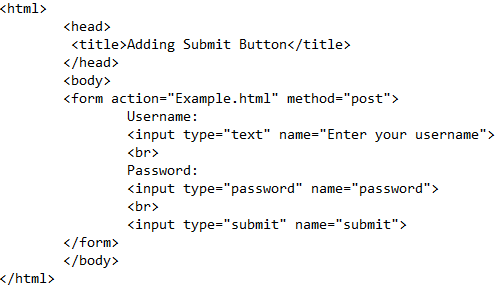 <html>
<head>
<title>Adding Submit Button</title>
</head>
<body>
<form action="Example.html" method="post">
Username:
<input type="text" name="Enter your username">
<br>
Password:
<input type="password" name="password">
<br>
<input type="submit" name="submit">
</form>
</body>
</html>